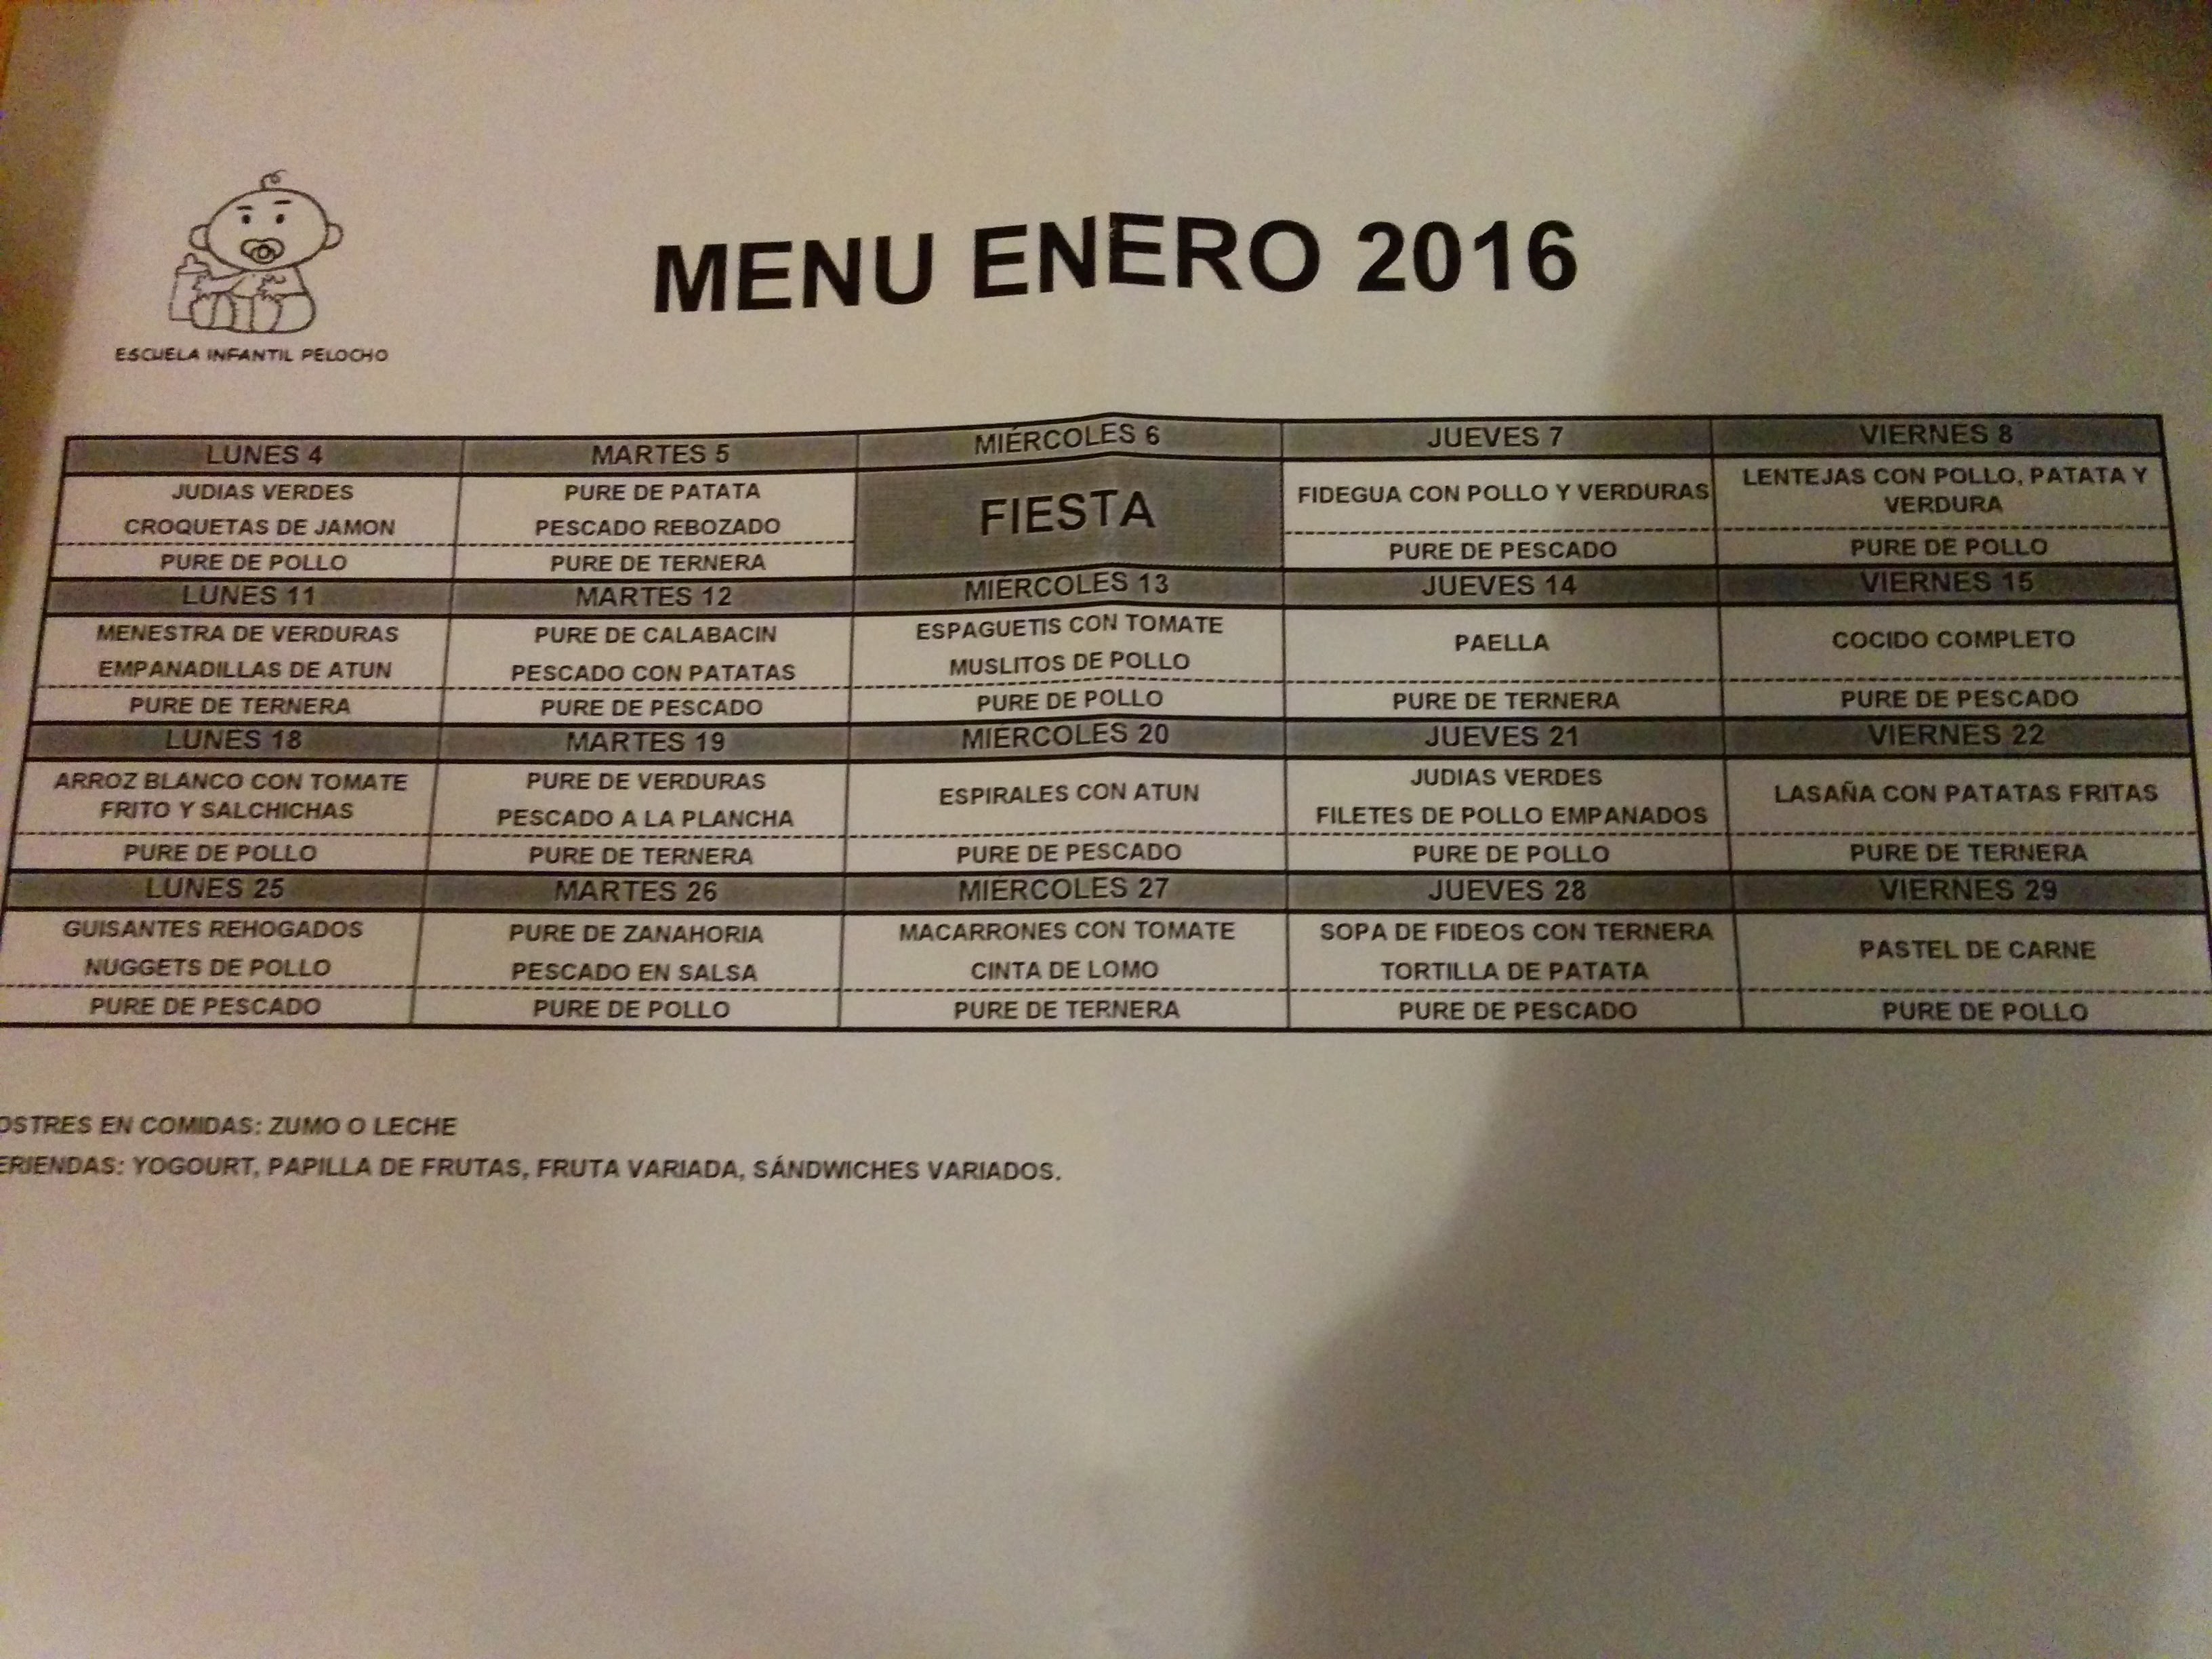 MENU ENERO 2016
ESCUELA INFANTIL PELOCHO
LUNES 4 MARTES 5 MIÉRCOLES 6 JUEVES 7 VIERNES 8
JUDIAS VERDES
CROQUETAS DE JAMON
PURE DE POLLO
PURE DE PATATA
PESCADO REBOZADO
PURE DE TERNERA
FIESTA
FIDEGUA CON POLLO Y VERDURAS
PURE DE PESCADO
LENTEJAS CON POLLO, PATATA Y
VERDURA
PURE DE POLLO
LUNES 11 MARTES 12 MIÉRCOLES 13 JUEVES 14 VIERNES 15
MENESTRA DE VERDURAS
EMPANADILLAS DE ATUN
PURE DE TERNERA
PURE DE CALABACIN
PESCADO CON PATATAS
PURE DE PESCADO
ESPAGUETIS CON TOMATE
MUSLITOS DE POLLO
PURE DE POLLO
PAELLA
PURE DE TERNERA
COCIDO COMPLETO
PURE DE PESCADO
LUNES 18 MARTES 19 MIÉRCOLES 20 JUEVES 21 VIERNES 22
ARROZ BLANCO CON TOMATE
FRITO Y SALCHICHAS
PURE DE POLLO
PURE DE VERDURAS
PESCADO A LA PLANCHA
PURE DE TERNERA
ESPIRALES CON ATUN
PURE DE PESCADO
JUDIAS VERDES
FILETES DE POLLO EMPANADOS
PURE DE POLLO
LASAÑA CON PATATAS FRITAS
PURE DE TERNERA
LUNES 25 MARTES 26 MIÉRCOLES 27 JUEVES 28 VIERNES 29
GUISANTES REHOGADOS
NUGGETS DE POLLO
PURE DE PESCADO
PURE DE ZANAHORIA
PESCADO EN SALSA
PURE DE POLLO
MACARRONES CON TOMATE
CINTA DE LOMO
PURE DE TERNERA
SOPA DE FIDEOS CON TERNERA
TORTILLA DE PATATA
PURE DE PESCADO
PASTEL DE CARNE
PURE DE POLLO
OSTRES EN COMIDAS: ZUMO O LECHE
ERIENDAS: YOGOURT, PAPILLA DE FRUTAS, FRUTA VARIADA, SÁNDWICHES VARIADOS.